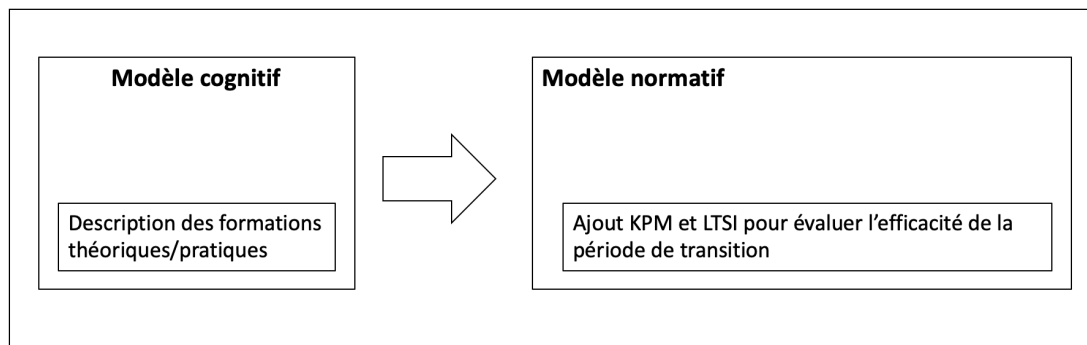 Modèle cognitif
Description des formations
théoriques/pratiques
Modèle normatif
Ajout KPM et LTSI pour évaluer l’efficacité de la
période de transition